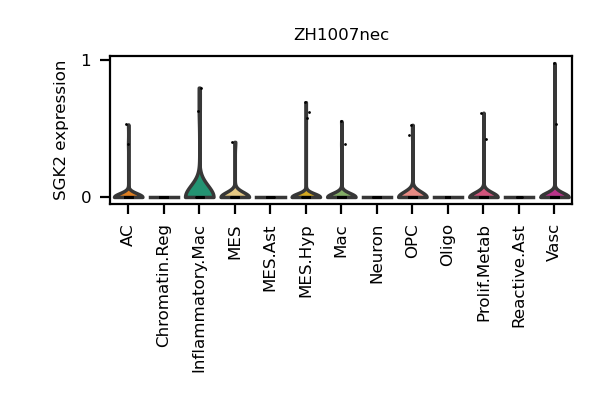 ZH1007nec
SGK2 expression
1
0
AC
Chromatin.Reg
Inflammatory.Mac
MES
MES.Ast
MES.Hyp
Mac
Neuron
OPC
Oligo
Prolif.Metab
Reactive.Ast
Vasc